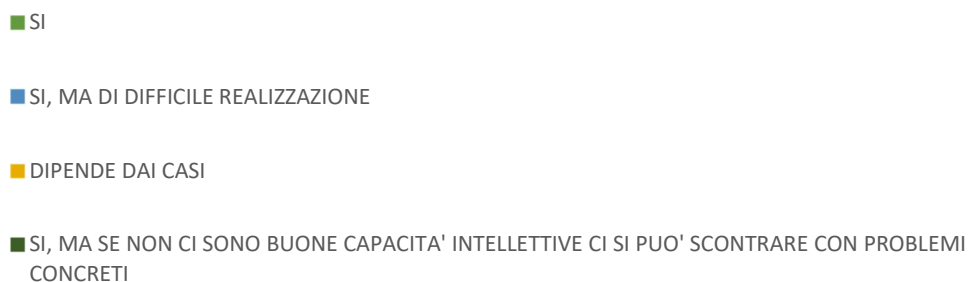 SI
SI, MA DI DIFFICILE REALIZZAZIONE
DIPENDE DAI CASI
SI, MA SE NON CI SONO BUONE CAPACITA' INTELLETTIVE CI SI PUO' SCONTRARE CON PROBLEMI
CONCRETI